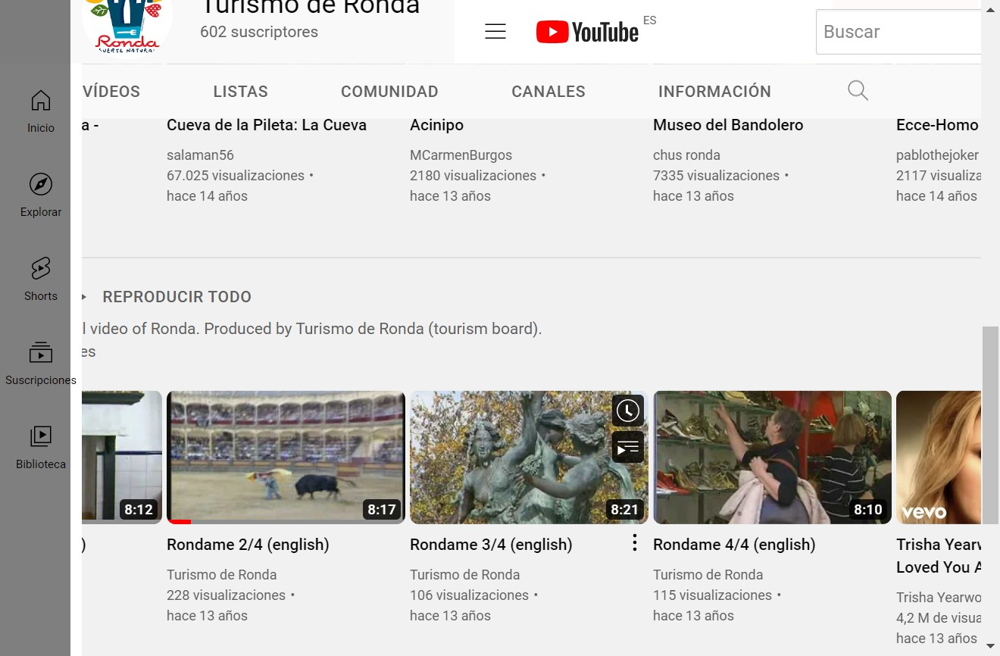 Turismo de Ronda
602 suscriptores
Ronda
YouTube ES
Buscar
VÍDEOS
LISTAS
COMUNIDAD
CANALES
INFORMACIÓN
Inicio
Explorar
Shorts
Suscripciones
Biblioteca
a -
Cueva de la Pileta: La Cueva
salaman56
67.025 visualizaciones •
hace 14 años
Acinipo
MCarmenBurgos
2180 visualizaciones •
hace 13 años
Museo del Bandolero
chus ronda
7335 visualizaciones •
hace 13 años
Ecce-Homo
pablothejoker
2117 visualiza
hace 14 años
REPRODUCIR TODO
l video of Ronda. Produced by Turismo de Ronda (tourism board).
es
8:12
)
8:17
Rondame 2/4 (english)
Turismo de Ronda
228 visualizaciones •
hace 13 años
8:21
Rondame 3/4 (english)
Turismo de Ronda
106 visualizaciones •
hace 13 años
8:10
Rondame 4/4 (english)
Turismo de Ronda
115 visualizaciones •
hace 13 años
vevo
Trisha Yearw
Loved You A
Trisha Yearwo
4,2 M de visua
hace 13 años